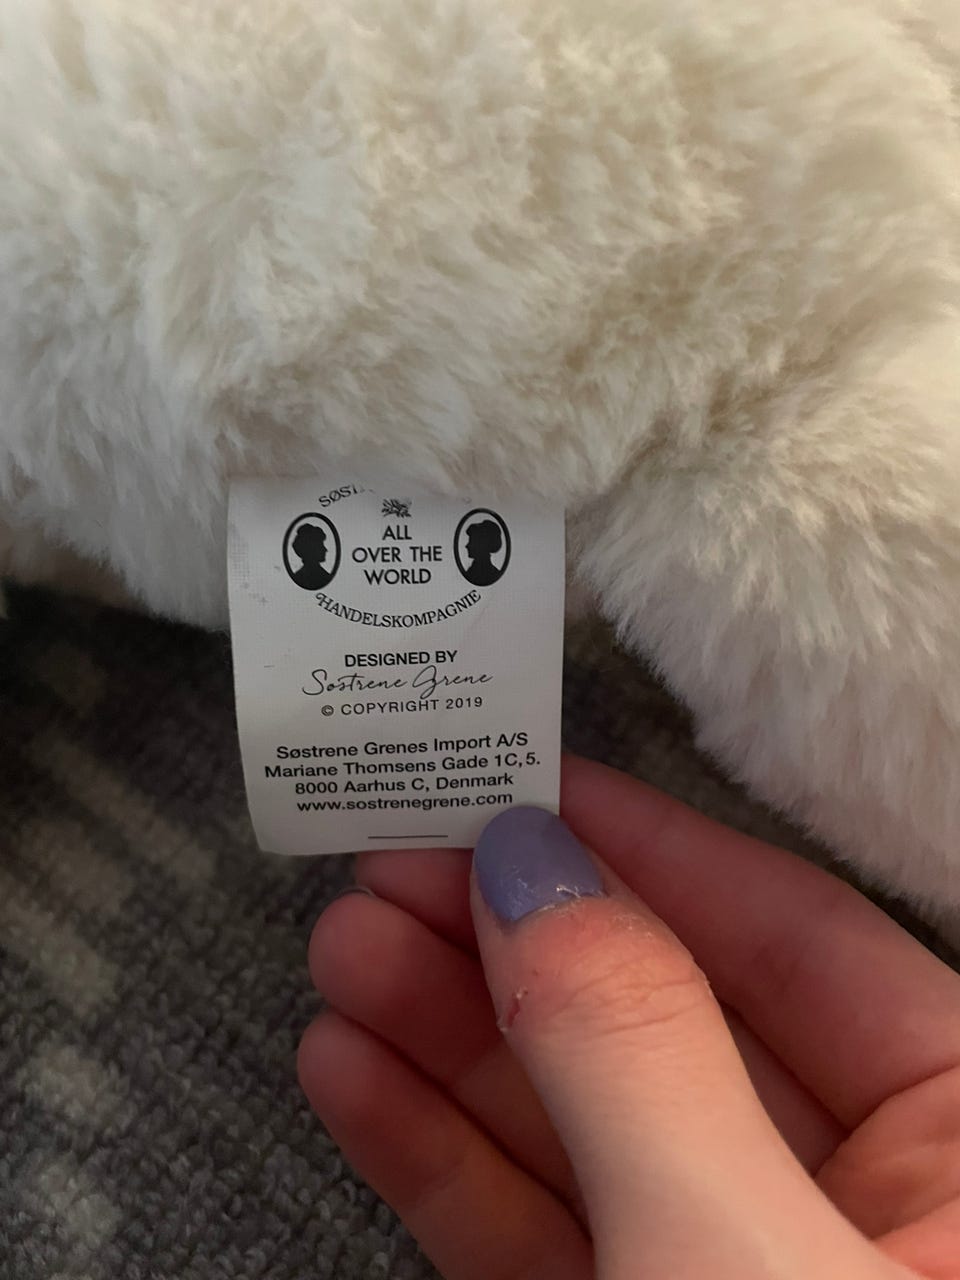 ALL
OVER THE
WORLD
HANDELSKOMPAGNIE
DESIGNED BY
Søstrene Grene
© COPYRIGHT 2019
Søstrene Grenes Import A/S
Mariane Thomsens Gade 1C, 5.
8000 Aarhus C, Denmark
www.sostrenegrene.com